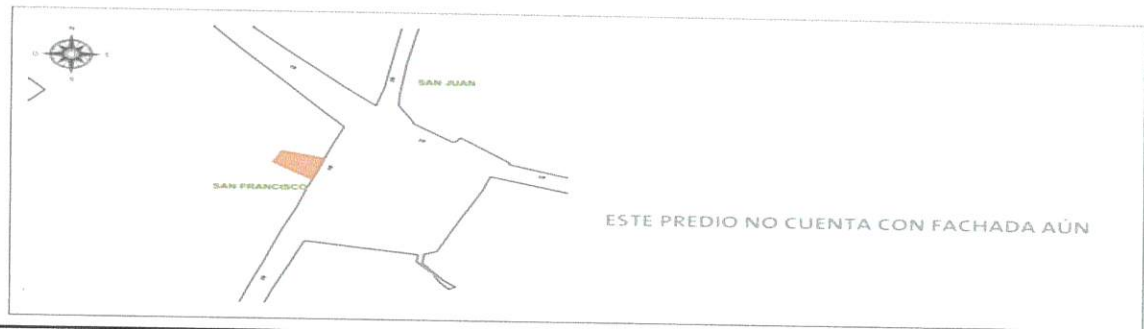 N
O
E
S
SAN JUAN
SAN FRANCISCO
ESTE PREDIO NO CUENTA CON FACHADA AÚN